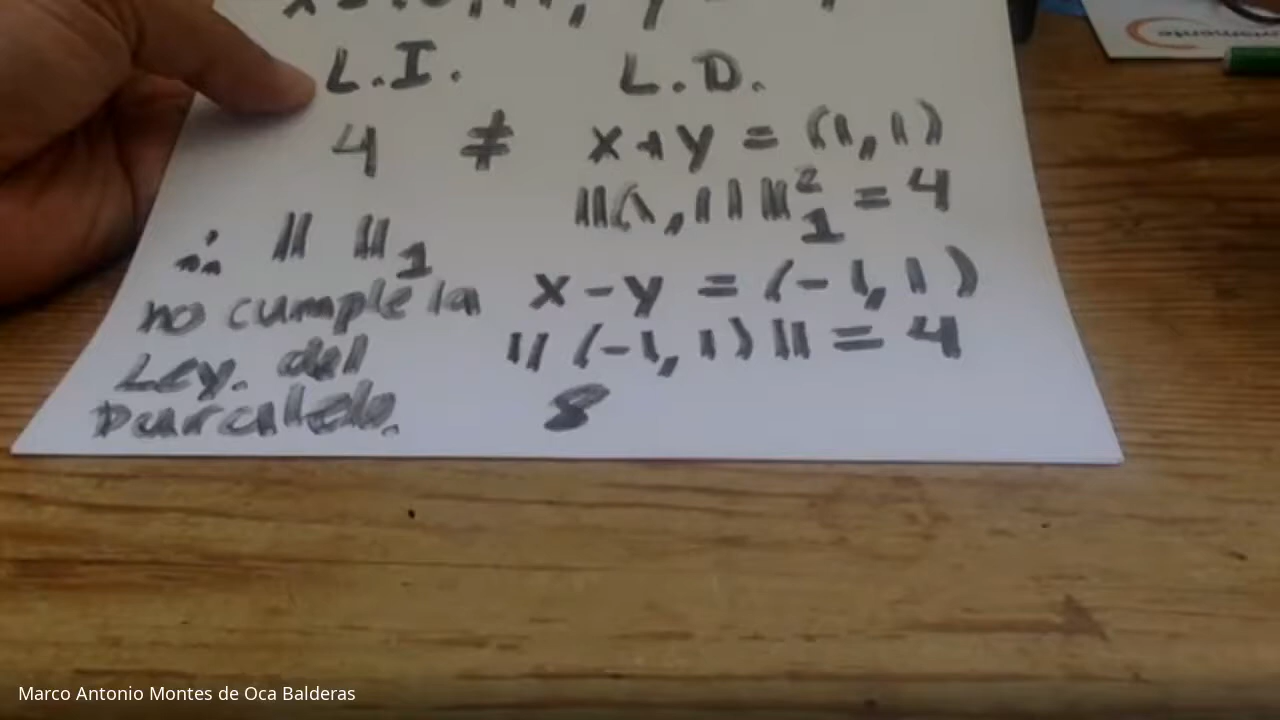 L.I. L.D.
4 ≠ x+y = (1,1)
||(1,1)||²₁ = 4
∴ || ||₁
x-y = (-1,1)
no cumple la
||(-1,1)|| = 4
Ley. del
8
paralelo.
Marco Antonio Montes de Oca Balderas